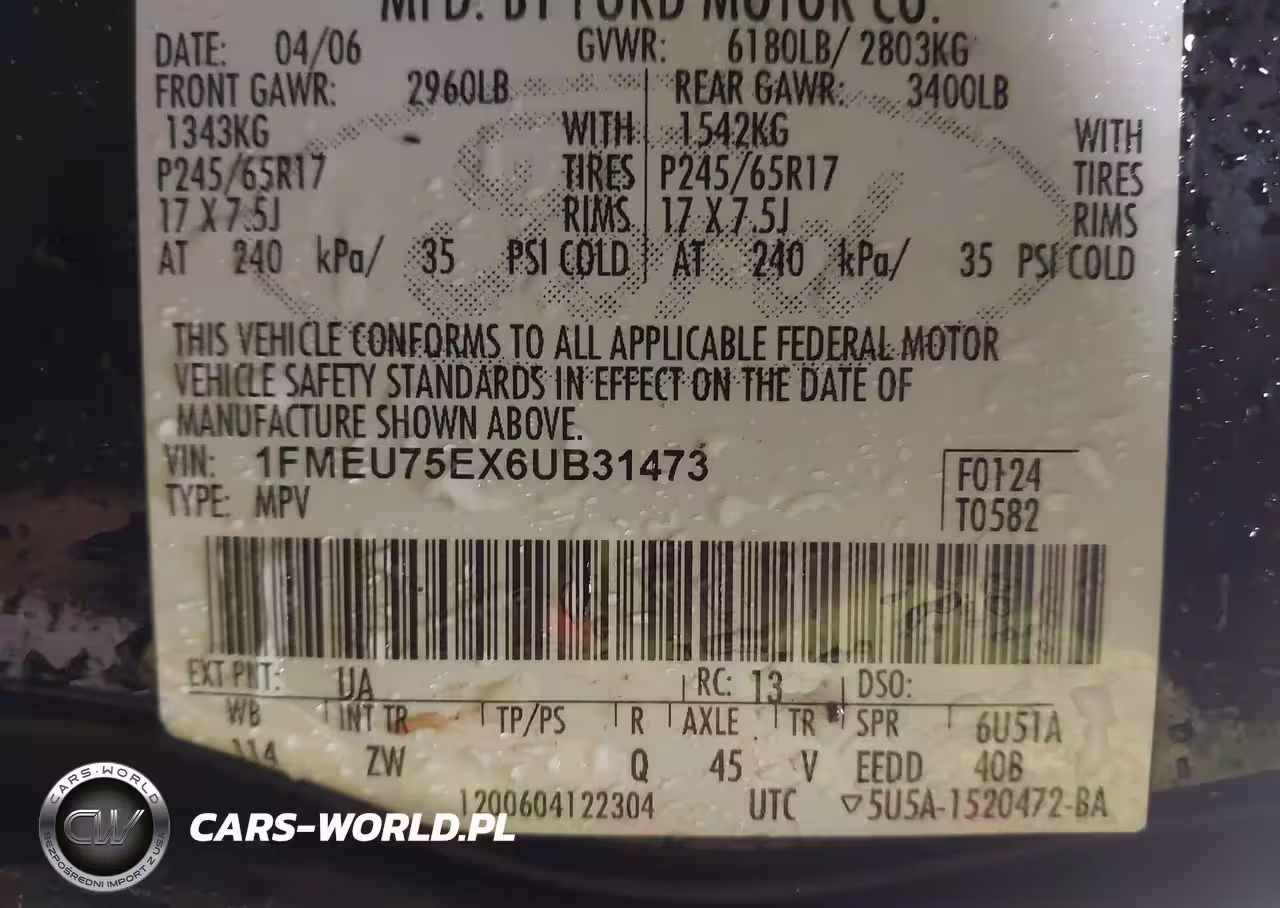 MFD. BY FORD MOTOR CO.
DATE: 04/06 GVWR: 6180LB/ 2803KG
FRONT GAWR: 2960LB REAR GAWR: 3400LB
1343KG WITH 1542KG WITH
P245/65R17 TIRES P245/65R17 TIRES
17 X 7.5J RIMS 17 X 7.5J RIMS
AT 240 kPa/ 35 PSI COLD AT 240 kPa/ 35 PSI COLD
THIS VEHICLE CONFORMS TO ALL APPLICABLE FEDERAL MOTOR
VEHICLE SAFETY STANDARDS IN EFFECT ON THE DATE OF
MANUFACTURE SHOWN ABOVE.
VIN: 1FMEU75EX6UB31473
TYPE: MPV
F0124
T0582
EXT PNT: UA RC: 13 DSO:
WB INT TR TP/PS R AXLE TR SPR 6U51A
114 ZW Q 45 V EEDD 40B
1200604122304 UTC ▽5U5A-1520472-BA
CARS-WORLD
CW
BEZPOŚREDNI IMPORT Z USA
CARS-WORLD.PL